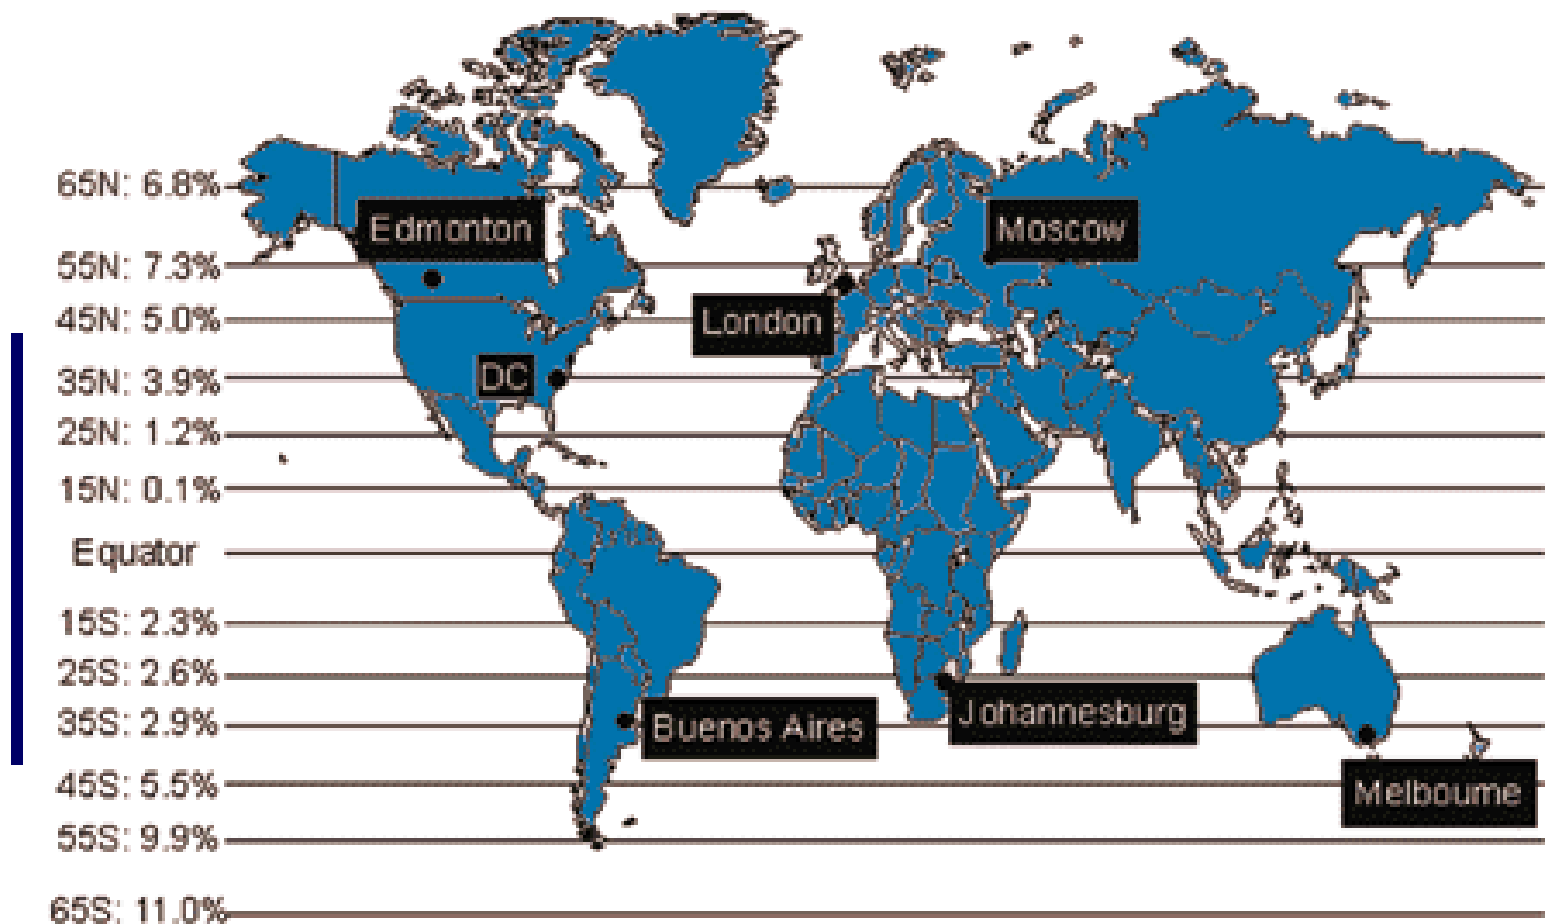 65N: 6.8%
Edmonton
Moscow
55N: 7.3%
45N: 5.0%
London
DC
35N: 3.9%
25N: 1.2%
15N: 0.1%
Equator
15S: 2.3%
25S: 2.6%
35S: 2.9%
Buenos Aires
Johannesburg
45S: 5.5%
Melbourne
55S: 9.9%
65S: 11.0%